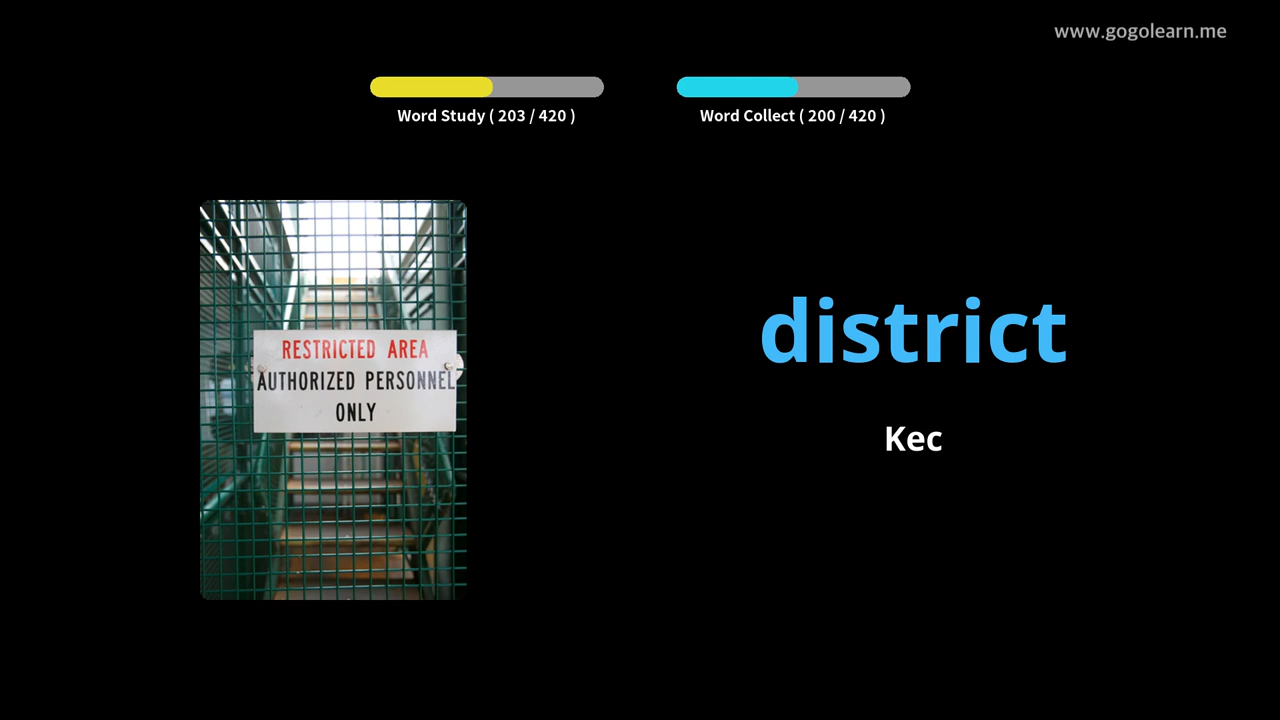 www.gogolearn.me
Word Study ( 203 / 420 )
Word Collect ( 200 / 420 )
RESTRICTED AREA
AUTHORIZED PERSONNEL
ONLY
district
Kec